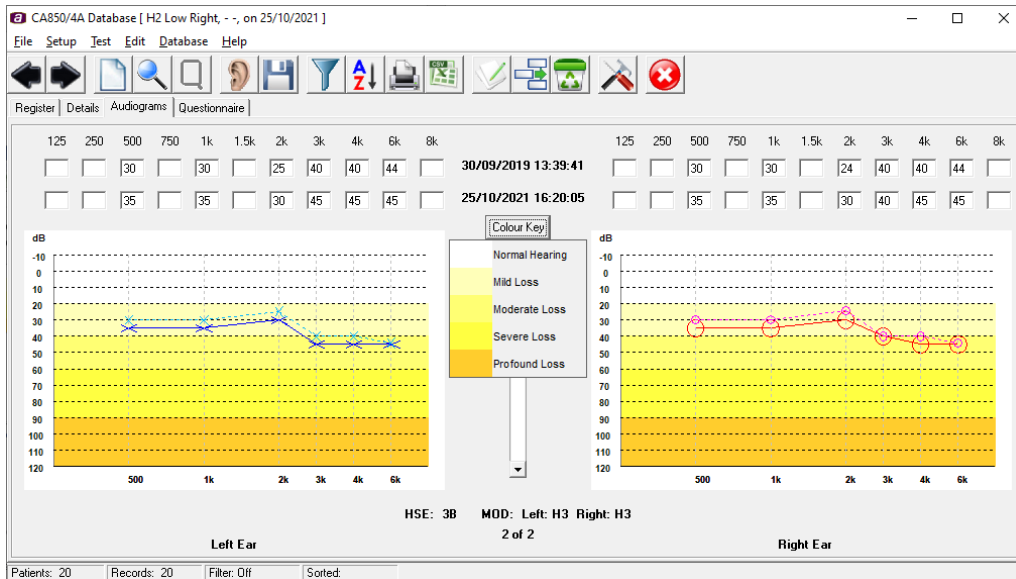 CA850/4A Database [ H2 Low Right, - -, on 25/10/2021 ]
File Setup Test Edit Database Help
A Z CSV
Register Details Audiograms Questionnaire
125 250 500 750 1k 1.5k 2k 3k 4k 6k 8k
125 250 500 750 1k 1.5k 2k 3k 4k 6k 8k
30 30 25 40 40 44 30/09/2019 13:39:41 30 30 24 40 40 44
35 35 30 45 45 45 25/10/2021 16:20:05 35 35 30 40 45 45
Colour Key
Normal Hearing
Mild Loss
Moderate Loss
Severe Loss
Profound Loss
dB
-10
0
10
20
30
40
50
60
70
80
90
100
110
120
500 1k 2k 3k 4k 6k
dB
-10
0
10
20
30
40
50
60
70
80
90
100
110
120
500 1k 2k 3k 4k 6k
HSE: 3B MOD: Left: H3 Right: H3
2 of 2
Left Ear
Right Ear
Patients: 20 Records: 20 Filter: Off Sorted: